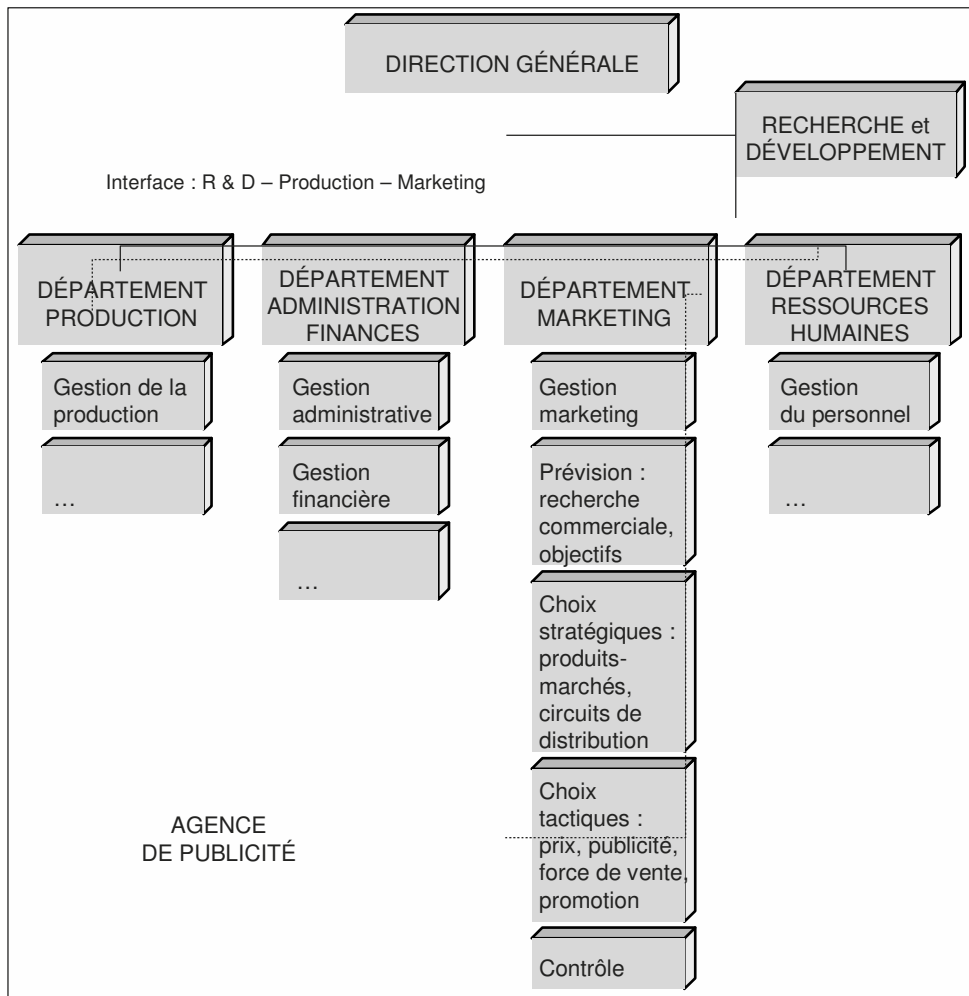 DIRECTION GÉNÉRALE
RECHERCHE et
DÉVELOPPEMENT
Interface : R & D – Production – Marketing
DÉPARTEMENT
PRODUCTION
DÉPARTEMENT
ADMINISTRATION
FINANCES
DÉPARTEMENT
MARKETING
DÉPARTEMENT
RESSOURCES
HUMAINES
Gestion de la
production
…
Gestion
administrative
Gestion
financière
…
Gestion
marketing
Prévision :
recherche
commerciale,
objectifs
Choix
stratégiques :
produits-
marchés,
circuits de
distribution
Choix
tactiques :
prix, publicité,
force de vente,
promotion
Contrôle
Gestion
du personnel
…
AGENCE
DE PUBLICITÉ